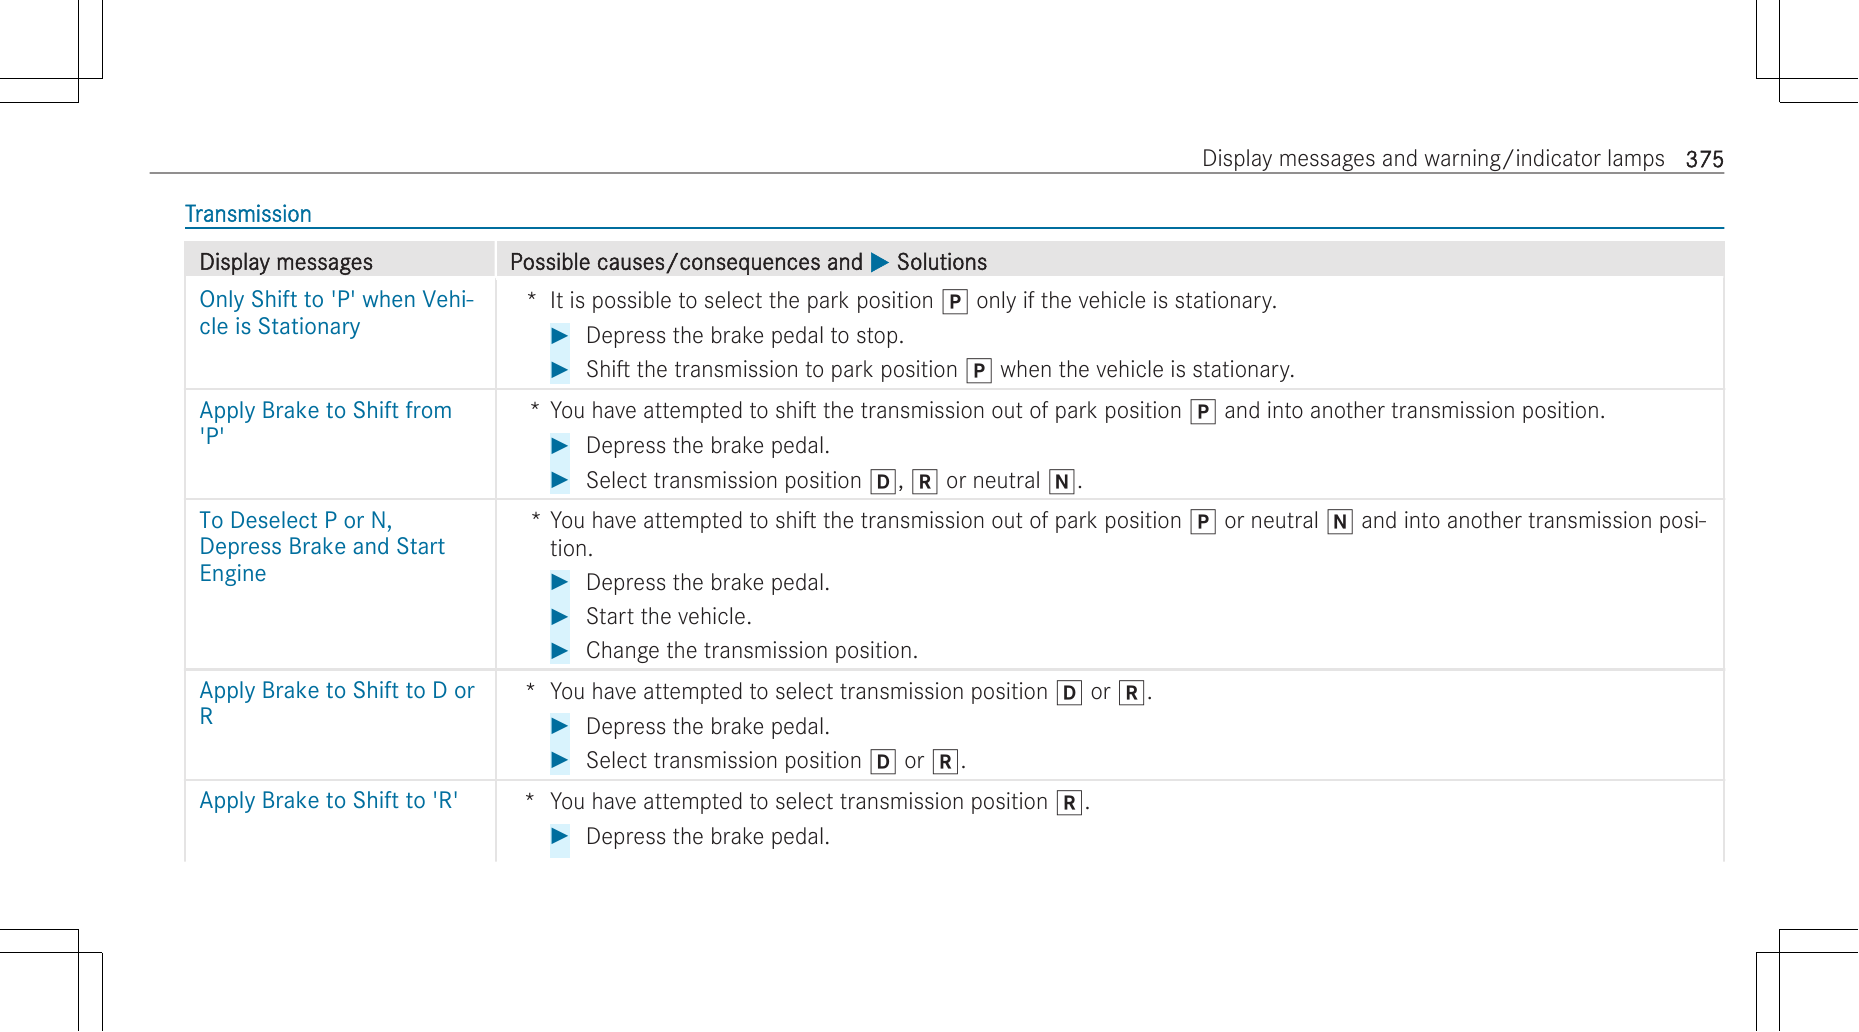 Display messages and warning/indicator lamps 375
Transmission
Display messages Possible causes/consequences and ▶ Solutions
Only Shift to 'P' when Vehi-
cle is Stationary
* It is possible to select the park position P only if the vehicle is stationary.
▶ Depress the brake pedal to stop.
▶ Shift the transmission to park position P when the vehicle is stationary.
Apply Brake to Shift from
'P'
* You have attempted to shift the transmission out of park position P and into another transmission position.
▶ Depress the brake pedal.
▶ Select transmission position D, R or neutral N.
To Deselect P or N,
Depress Brake and Start
Engine
* You have attempted to shift the transmission out of park position P or neutral N and into another transmission posi-
tion.
▶ Depress the brake pedal.
▶ Start the vehicle.
▶ Change the transmission position.
Apply Brake to Shift to D or
R
* You have attempted to select transmission position D or R.
▶ Depress the brake pedal.
▶ Select transmission position D or R.
Apply Brake to Shift to 'R'
* You have attempted to select transmission position R.
▶ Depress the brake pedal.